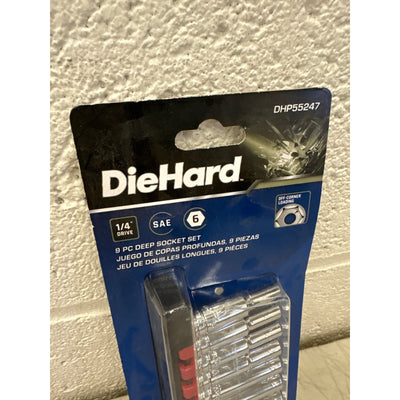 DHP55247
DieHard
OFF-CORNER
LOADING
1/4"
DRIVE
SAE
6
9 PC DEEP SOCKET SET
JUEGO DE COPAS PROFUNDAS, 9 PIEZAS
JEU DE DOUILLES LONGUES, 9 PIÈCES